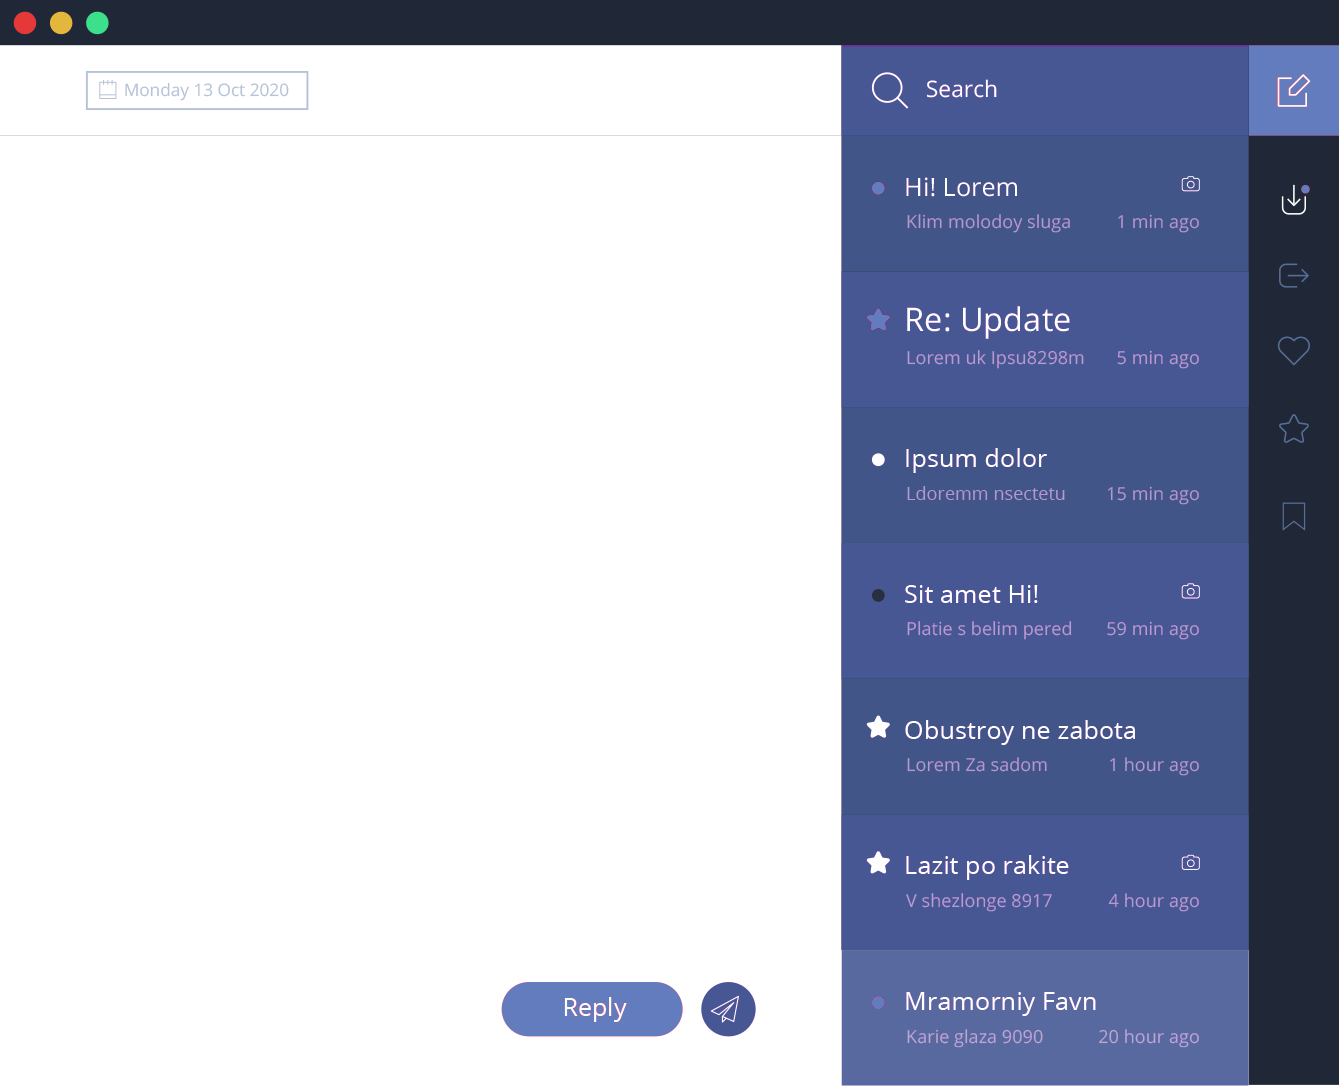 Monday 13 Oct 2020
Search
Hi! Lorem
Klim molodoy sluga 1 min ago
Re: Update
Lorem uk Ipsu8298m 5 min ago
Ipsum dolor
Ldoremm nsectetu 15 min ago
Sit amet Hi!
Platie s belim pered 59 min ago
Obustroy ne zabota
Lorem Za sadom 1 hour ago
Lazit po rakite
V shezlonge 8917 4 hour ago
Mramorniy Favn
Karie glaza 9090 20 hour ago
Reply